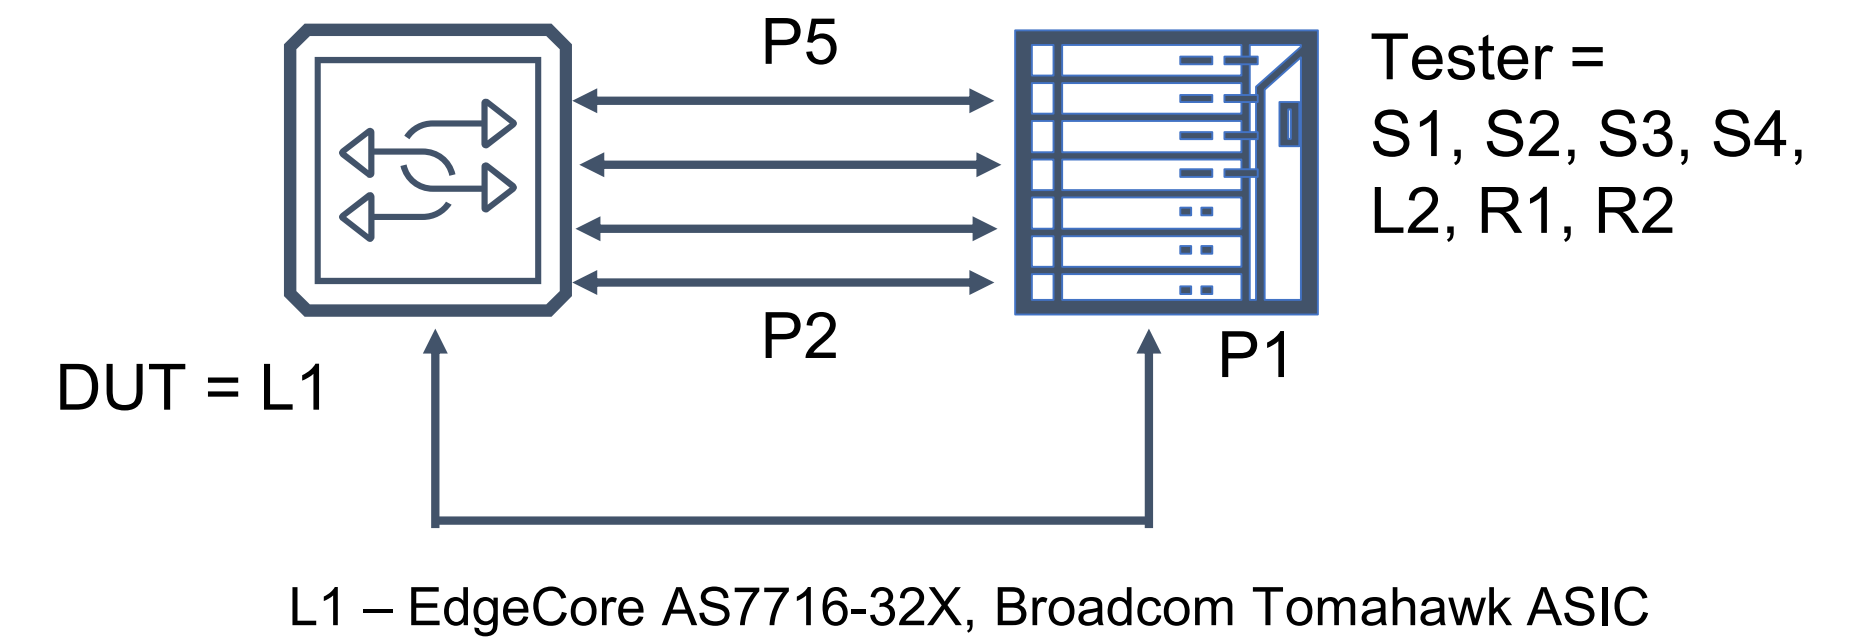 P5
Tester =
S1, S2, S3, S4,
L2, R1, R2
P2
P1
DUT = L1
L1 – EdgeCore AS7716-32X, Broadcom Tomahawk ASIC